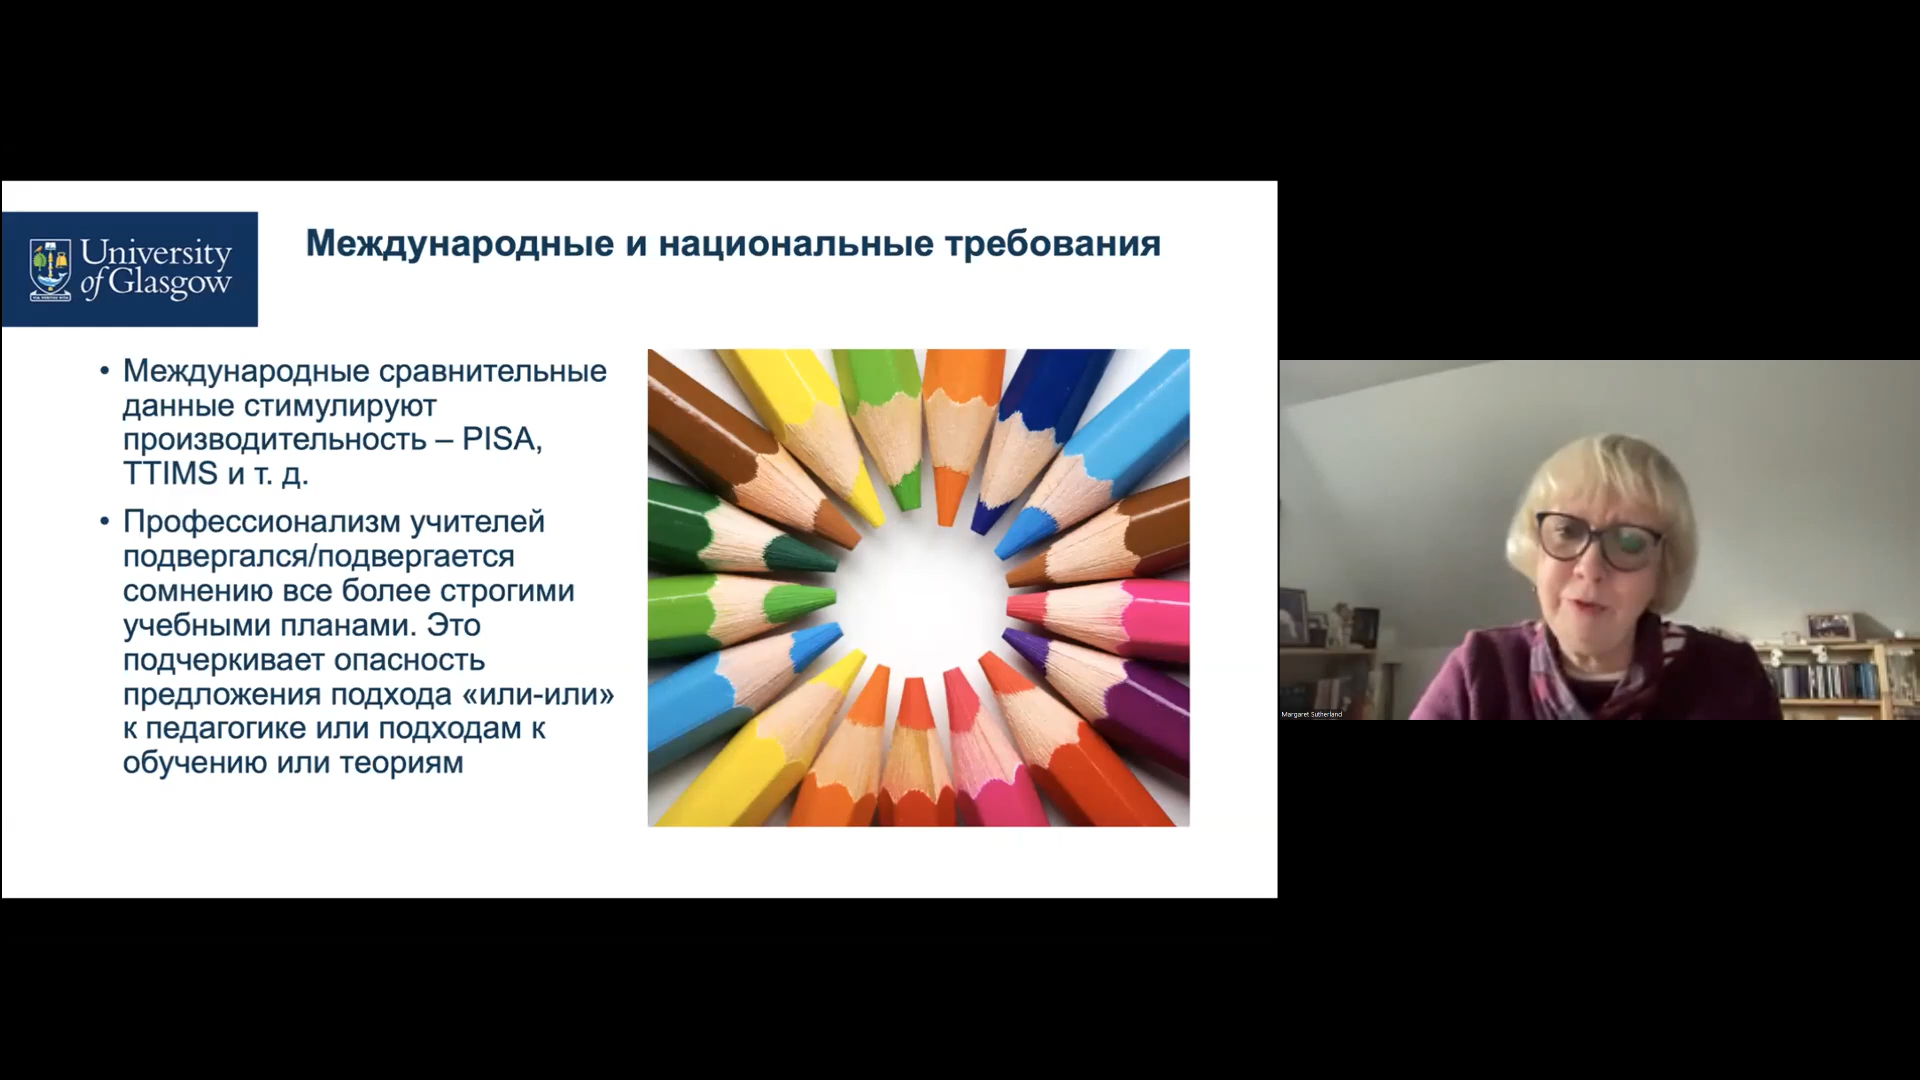 University
of Glasgow
Международные и национальные требования
• Международные сравнительные
данные стимулируют
производительность – PISA,
TTIMS и т. д.
• Профессионализм учителей
подвергался/подвергается
сомнению все более строгими
учебными планами. Это
подчеркивает опасность
предложения подхода «или-или»
к педагогике или подходам к
обучению или теориям
Margaret Sutherland